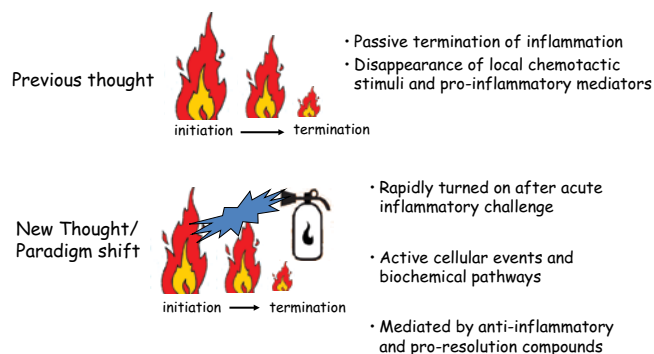 Previous thought
initiation → termination
· Passive termination of inflammation
· Disappearance of local chemotactic
stimuli and pro-inflammatory mediators
New Thought/
Paradigm shift
initiation → termination
· Rapidly turned on after acute
inflammatory challenge
· Active cellular events and
biochemical pathways
· Mediated by anti-inflammatory
and pro-resolution compounds